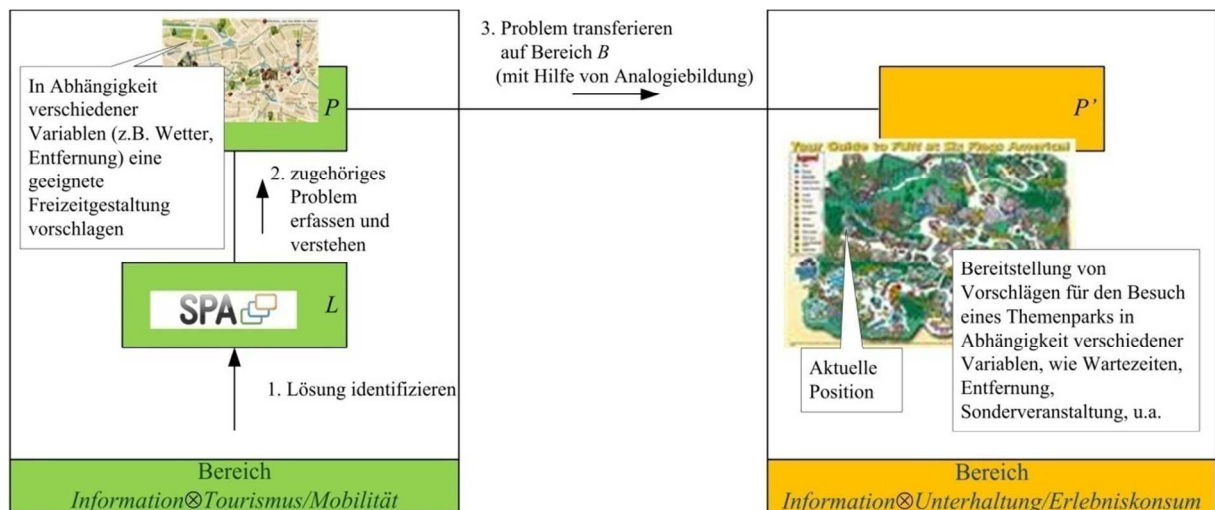 In Abhängigkeit
verschiedener
Variablen (z.B. Wetter,
Entfernung) eine
geeignete
Freizeitgestaltung
vorschlagen
P
2. zugehöriges
Problem
erfassen und
verstehen
SPA
L
1. Lösung identifizieren
Bereich
Information⊗Tourismus/Mobilität
3. Problem transferieren
auf Bereich B
(mit Hilfe von Analogiebildung)
P’
Your Guide to FUN at Six Flags America!
Legend
Aktuelle
Position
Bereitstellung von
Vorschlägen für den Besuch
eines Themenparks in
Abhängigkeit verschiedener
Variablen, wie Wartezeiten,
Entfernung,
Sonderveranstaltung, u.a.
Bereich
Information⊗Unterhaltung/Erlebniskonsum